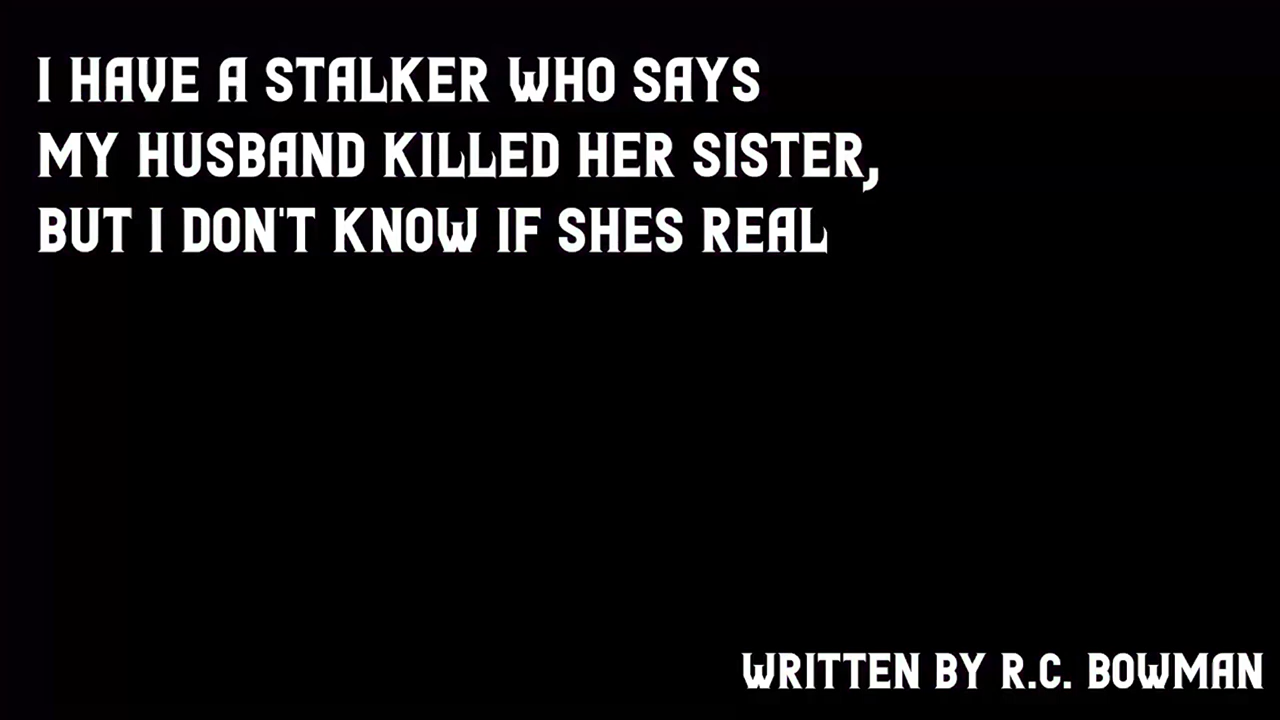 I HAVE A STALKER WHO SAYS
MY HUSBAND KILLED HER SISTER,
BUT I DON'T KNOW IF SHES REAL
WRITTEN BY R.C. BOWMAN